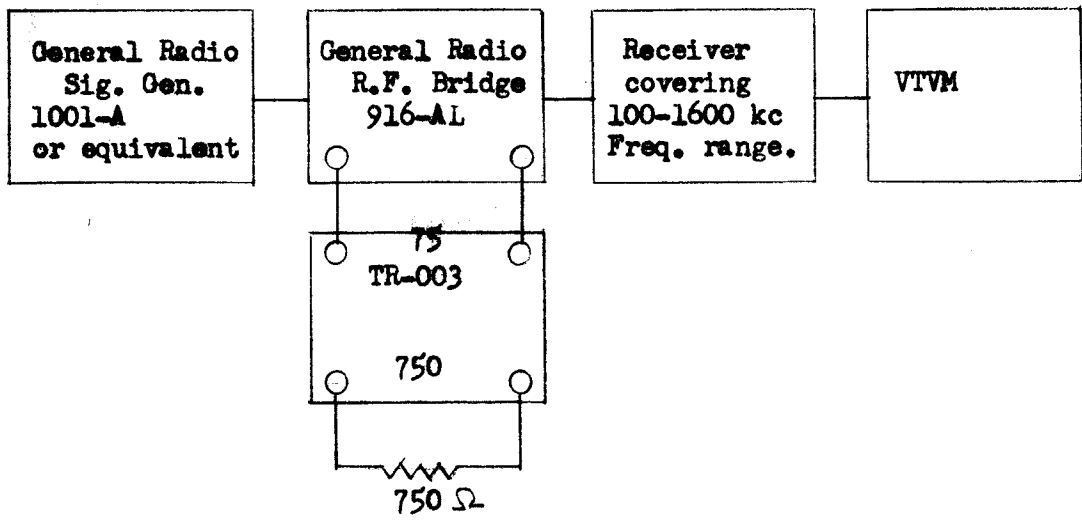 General Radio
Sig. Gen.
1001-A
or equivalent
General Radio
R.F. Bridge
916-AL
Receiver
covering
100-1600 kc
Freq. range.
VTVM
75
TR-003
750
750 Ω